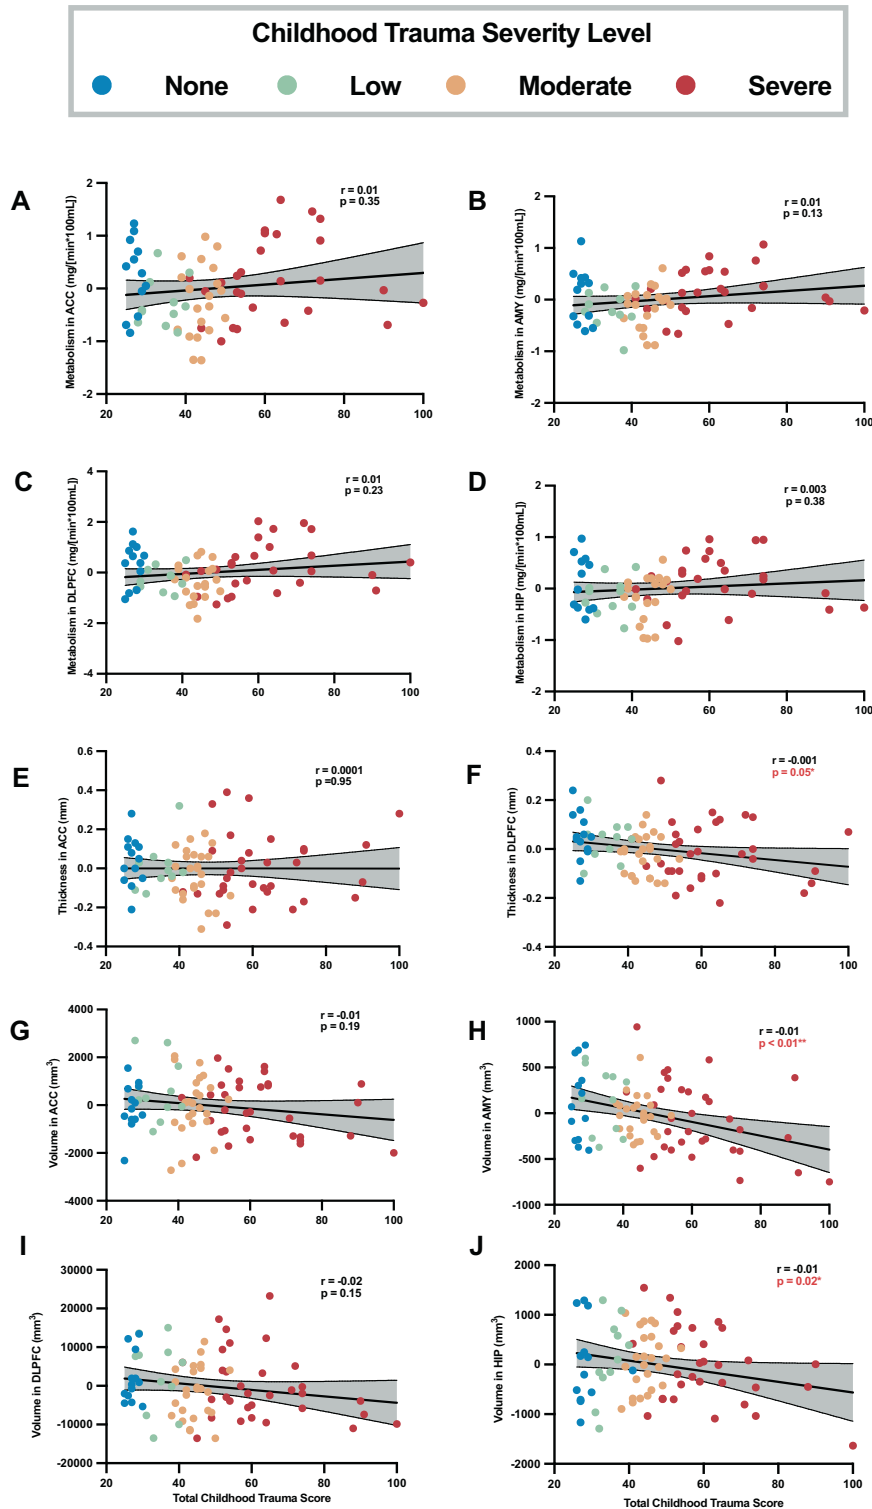 Childhood Trauma Severity Level
None Low Moderate Severe
A
Metabolism in ACC (mg/[min*100mL])
2
1
0
-1
-2
20 40 60 80 100
r = 0.01
p = 0.35
B
Metabolism in AMY (mg/[min*100mL])
2
1
0
-1
-2
20 40 60 80 100
r = 0.01
p = 0.13
C
Metabolism in DLPFC (mg/[min*100mL])
4
2
0
-2
-4
20 40 60 80 100
r = 0.01
p = 0.23
D
Metabolism in HIP (mg/[min*100mL])
2
1
0
-1
-2
20 40 60 80 100
r = 0.003
p = 0.38
E
Thickness in ACC (mm)
0.6
0.4
0.2
0.0
-0.2
-0.4
20 40 60 80 100
r = 0.0001
p =0.95
F
Thickness in DLPFC (mm)
0.4
0.2
0.0
-0.2
-0.4
20 40 60 80 100
r = -0.001
p = 0.05*
G
Volume in ACC (mm³)
4000
2000
0
-2000
-4000
20 40 60 80 100
r = -0.01
p = 0.19
H
Volume in AMY (mm³)
1000
500
0
-500
-1000
20 40 60 80 100
r = -0.01
p < 0.01**
I
Volume in DLPFC (mm³)
30000
20000
10000
0
-10000
-20000
20 40 60 80 100
Total Childhood Trauma Score
r = -0.02
p = 0.15
J
Volume in HIP (mm³)
2000
1000
0
-1000
-2000
20 40 60 80 100
Total Childhood Trauma Score
r = -0.01
p = 0.02*